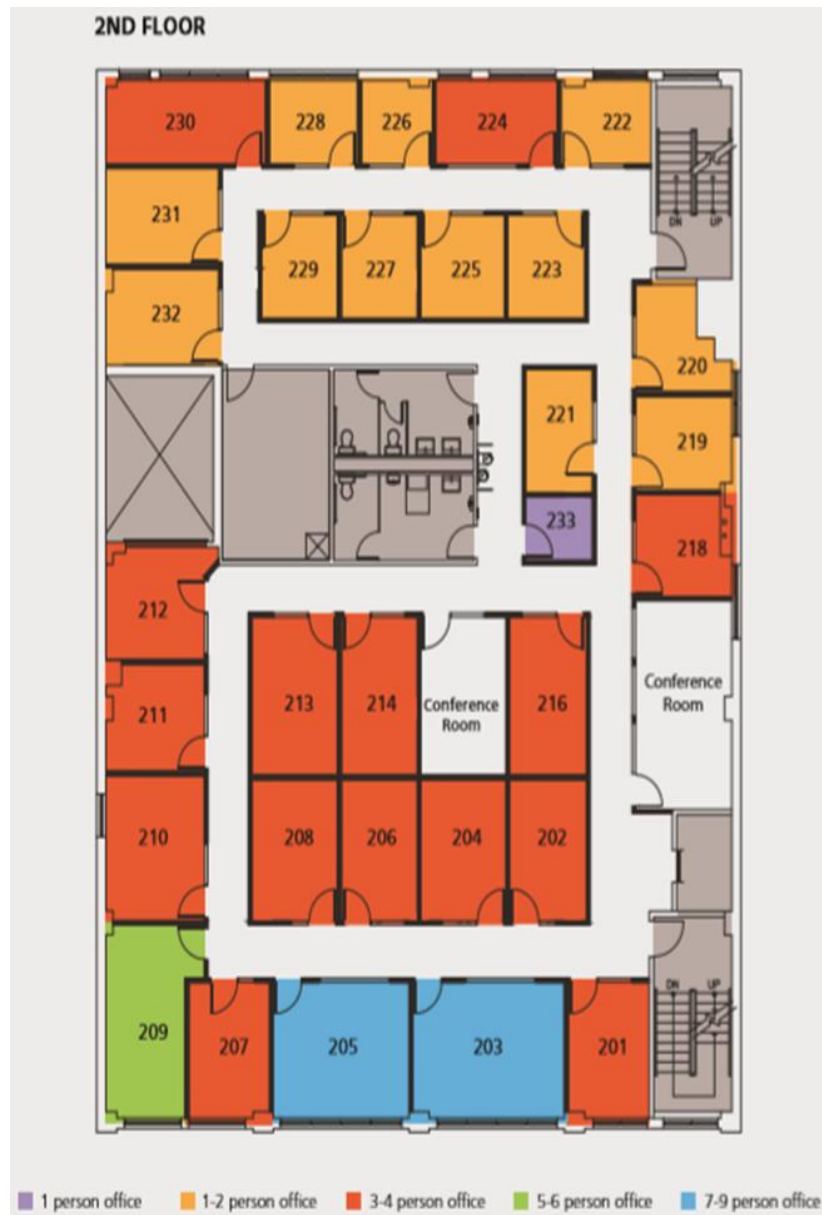 2ND FLOOR
230 228 226 224 222
231
DN UP
229 227 225 223
232
220
221
219
233
218
212
213 214 Conference Room 216
Conference Room
211
210 208 206 204 202
DN UP
209
207 205 203 201
1 person office 1-2 person office 3-4 person office 5-6 person office 7-9 person office